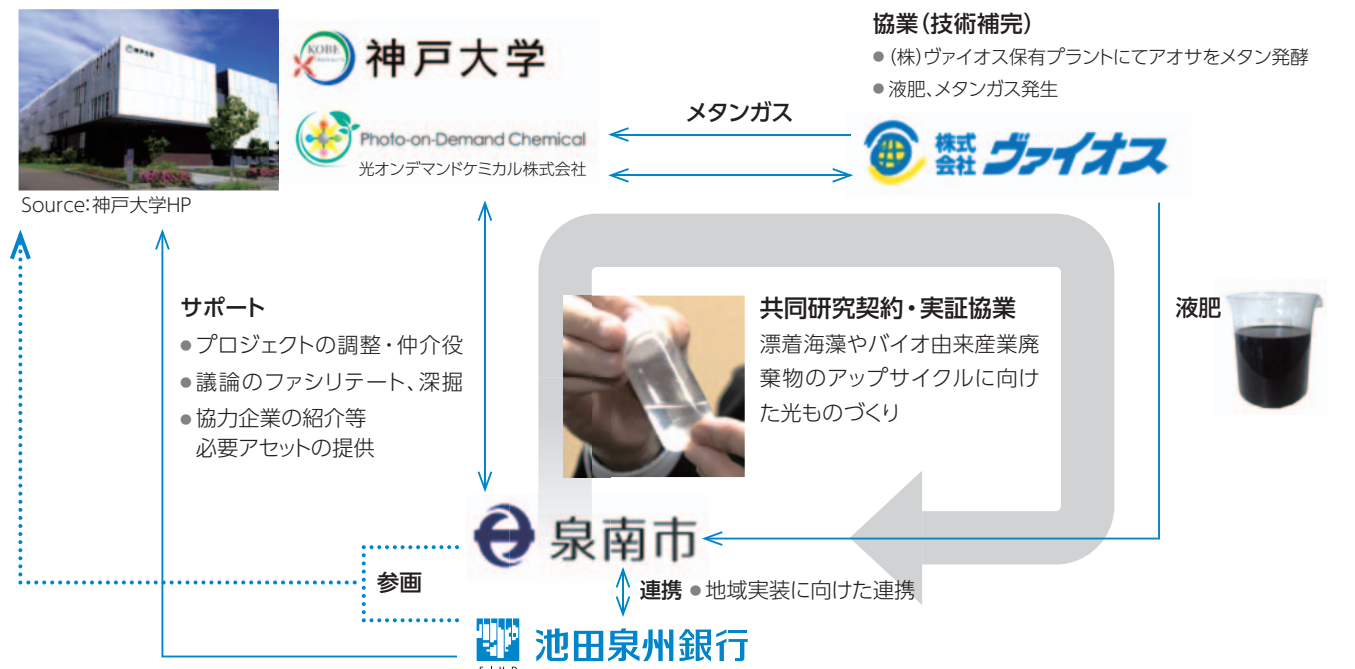 神戸大学
KOBE
神戸大学
Photo-on-Demand Chemical
光オンデマンドケミカル株式会社
Source:神戸大学HP
メタンガス
協業（技術補完）
● (株)ヴァイオス保有プラントにてアオサをメタン発酵
● 液肥、メタンガス発生
株式会社 ヴァイオス
サポート
●プロジェクトの調整・仲介役
●議論のファシリテート、深掘
●協力企業の紹介等
必要アセットの提供
共同研究契約・実証協業
漂着海藻やバイオ由来産業廃
棄物のアップサイクルに向け
た光ものづくり
液肥
泉南市
参画
連携 ●地域実装に向けた連携
池田泉州銀行